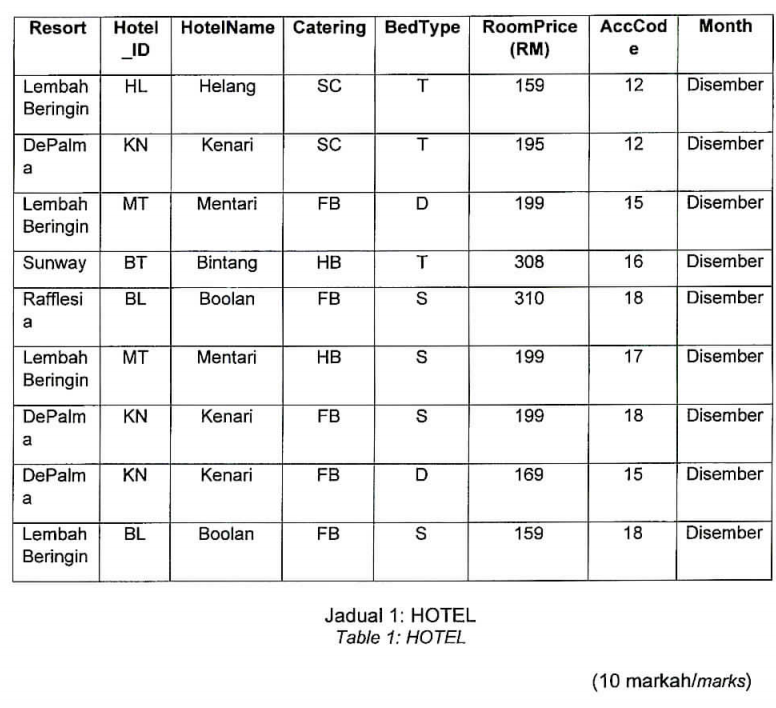 Resort Hotel_ID HotelName Catering BedType RoomPrice (RM) AccCode Month
Lembah Beringin HL Helang SC T 159 12 Disember
DePalma KN Kenari SC T 195 12 Disember
Lembah Beringin MT Mentari FB D 199 15 Disember
Sunway BT Bintang HB T 308 16 Disember
Rafflesia BL Boolan FB S 310 18 Disember
Lembah Beringin MT Mentari HB S 199 17 Disember
DePalma KN Kenari FB S 199 18 Disember
DePalma KN Kenari FB D 169 15 Disember
Lembah Beringin BL Boolan FB S 159 18 Disember
Jadual 1: HOTEL
Table 1: HOTEL
(10 markah/marks)